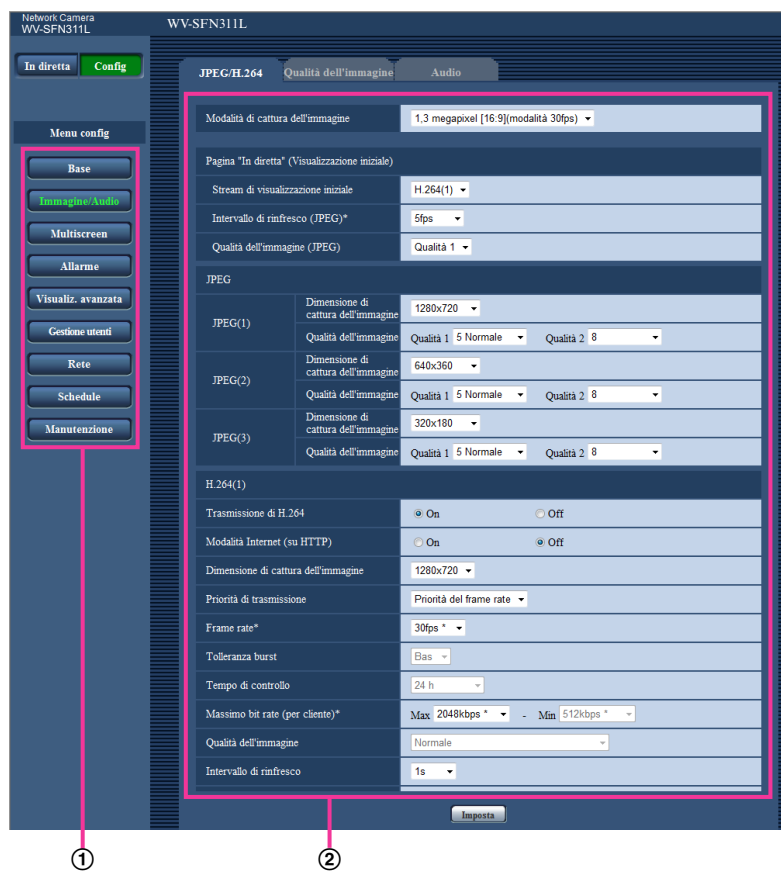 Network Camera
WV-SFN311L
WV-SFN311L
In diretta Config
Menu config
Base
Immagine/Audio
Multiscreen
Allarme
Visualiz. avanzata
Gestione utenti
Rete
Schedule
Manutenzione
JPEG/H.264 Qualità dell'immagine Audio
Modalità di cattura dell'immagine 1,3 megapixel [16:9](modalità 30fps)
Pagina "In diretta" (Visualizzazione iniziale)
Stream di visualizzazione iniziale H.264(1)
Intervallo di rinfresco (JPEG)* 5fps
Qualità dell'immagine (JPEG) Qualità 1
JPEG
JPEG(1)
Dimensione di cattura dell'immagine 1280x720
Qualità dell'immagine Qualità 1 5 Normale Qualità 2 8
JPEG(2)
Dimensione di cattura dell'immagine 640x360
Qualità dell'immagine Qualità 1 5 Normale Qualità 2 8
JPEG(3)
Dimensione di cattura dell'immagine 320x180
Qualità dell'immagine Qualità 1 5 Normale Qualità 2 8
H.264(1)
Trasmissione di H.264 On Off
Modalità Internet (su HTTP) On Off
Dimensione di cattura dell'immagine 1280x720
Priorità di trasmissione Priorità del frame rate
Frame rate* 30fps *
Tolleranza burst Bas
Tempo di controllo 24 h
Massimo bit rate (per cliente)* Max 2048kbps * - Min 512kbps *
Qualità dell'immagine Normale
Intervallo di rinfresco 1s
Imposta
① ②